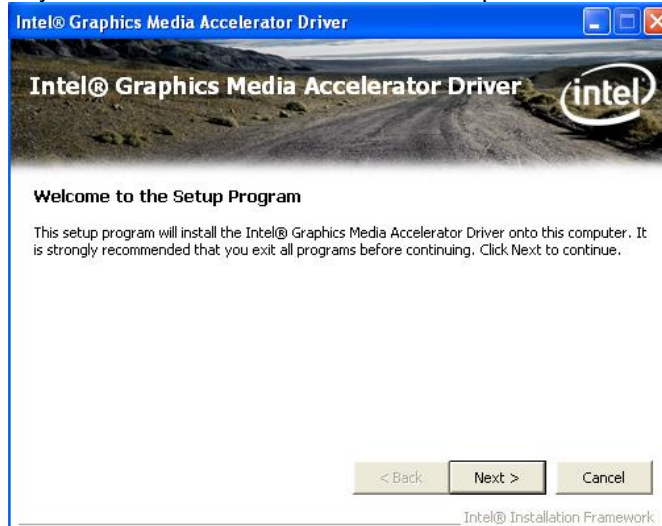 Intel® Graphics Media Accelerator Driver
Intel® Graphics Media Accelerator Driver
intel
Welcome to the Setup Program
This setup program will install the Intel® Graphics Media Accelerator Driver onto this computer. It
is strongly recommended that you exit all programs before continuing. Click Next to continue.
< Back Next > Cancel
Intel® Installation Framework